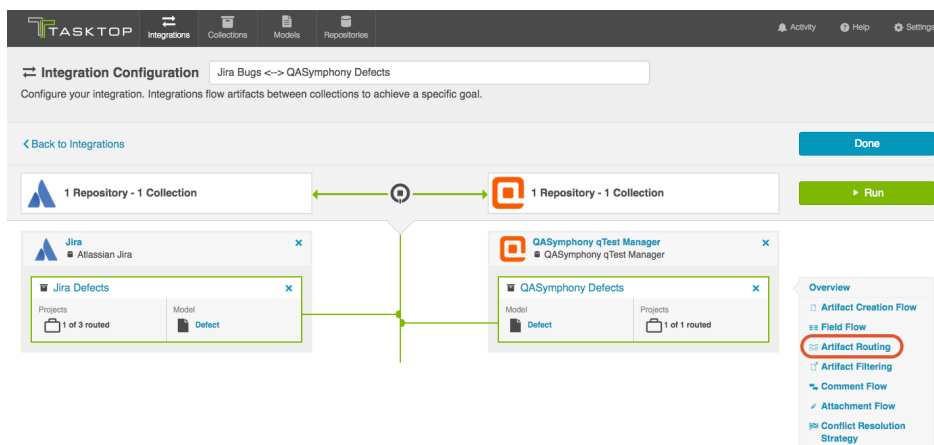 TASKTOP
Integrations
Collections
Models
Repositories
Activity
Help
Settings
Integration Configuration
Jira Bugs <--> QASymphony Defects
Configure your integration. Integrations flow artifacts between collections to achieve a specific goal.
Back to Integrations
Done
1 Repository - 1 Collection
1 Repository - 1 Collection
Run
Jira
Atlassian Jira
Jira Defects
Projects
1 of 3 routed
Model
Defect
QASymphony qTest Manager
QASymphony qTest Manager
QASymphony Defects
Model
Defect
Projects
1 of 1 routed
Overview
Artifact Creation Flow
Field Flow
Artifact Routing
Artifact Filtering
Comment Flow
Attachment Flow
Conflict Resolution
Strategy